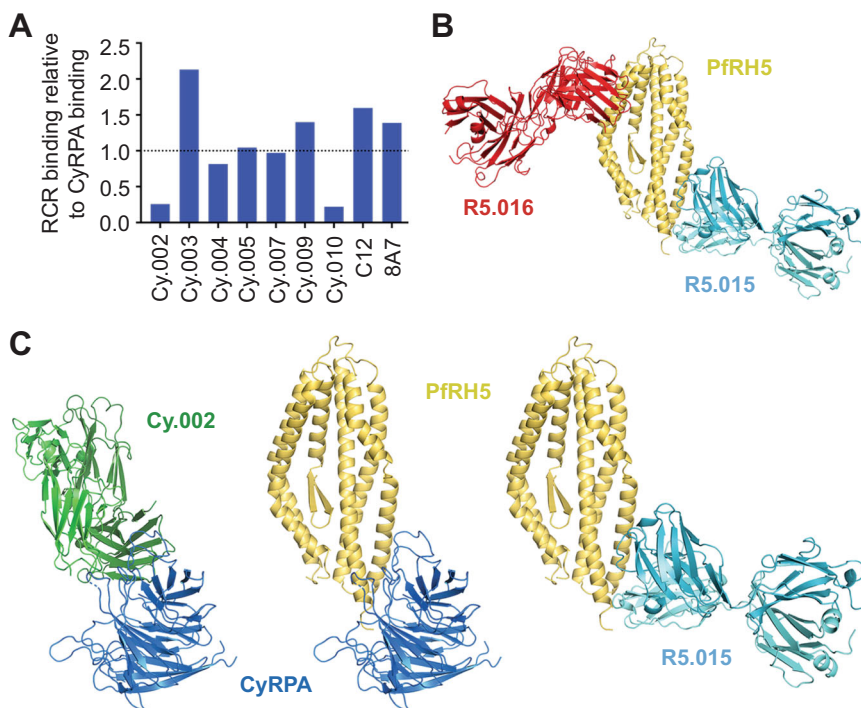 A
RCR binding relative
to CyRPA binding
2.5
2.0
1.5
1.0
0.5
0.0
Cy.002
Cy.003
Cy.004
Cy.005
Cy.007
Cy.009
Cy.010
C12
8A7
B
PfRH5
R5.016
R5.015
C
Cy.002
PfRH5
CyRPA
R5.015